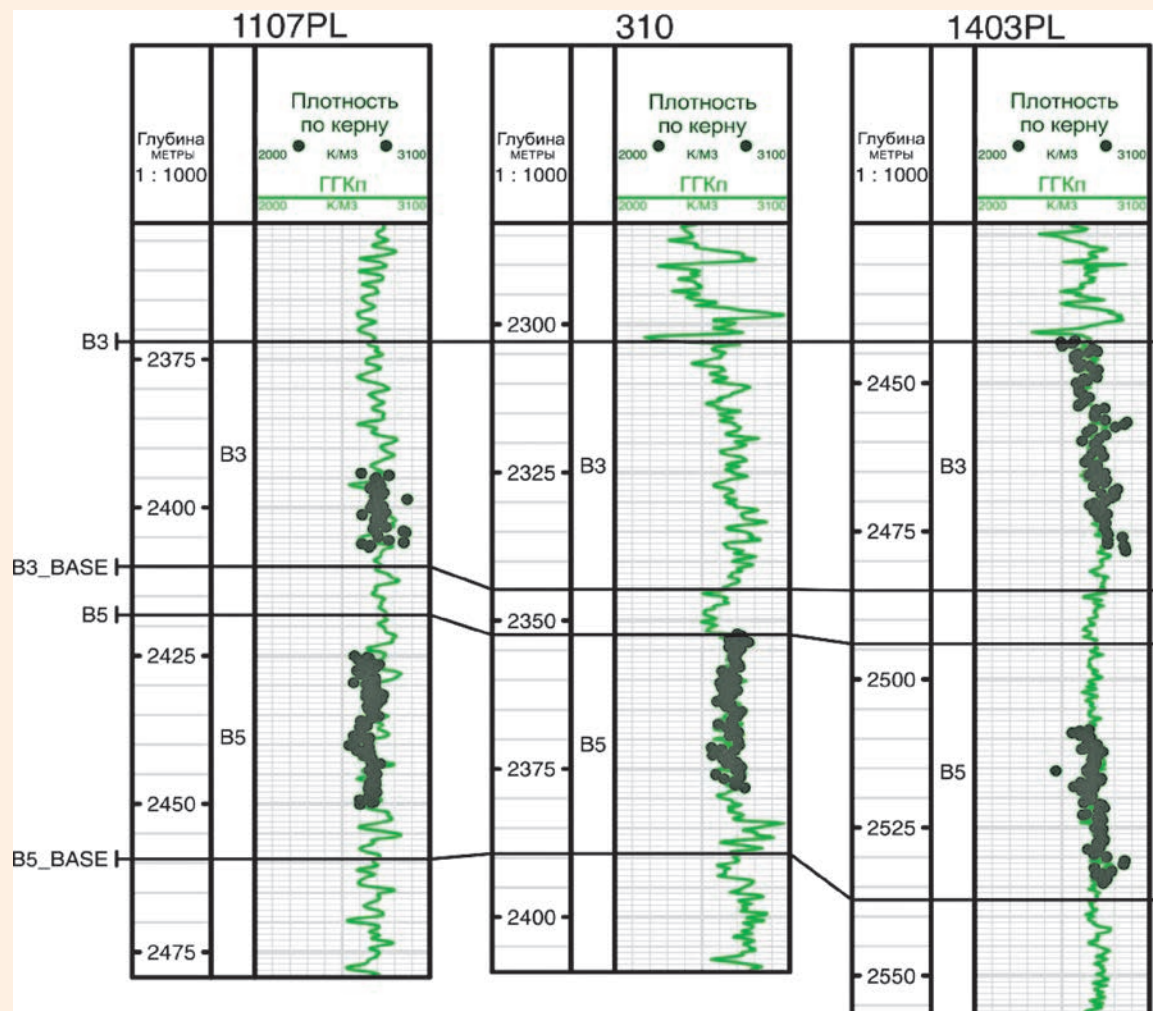 1107PL
310
1403PL
Глубина
МЕТРЫ
1 : 1000
Плотность
по керну
2000 К/М3 3100
ГГКп
2000 К/М3 3100
Глубина
МЕТРЫ
1 : 1000
Плотность
по керну
2000 К/М3 3100
ГГКп
2000 К/М3 3100
Глубина
МЕТРЫ
1 : 1000
Плотность
по керну
2000 К/М3 3100
ГГКп
2000 К/М3 3100
B3
B3_BASE
B5
B5_BASE
2375
2400
2425
2450
2475
B3
B5
2300
2325
2350
2375
2400
B3
B5
2450
2475
2500
2525
2550
B3
B5